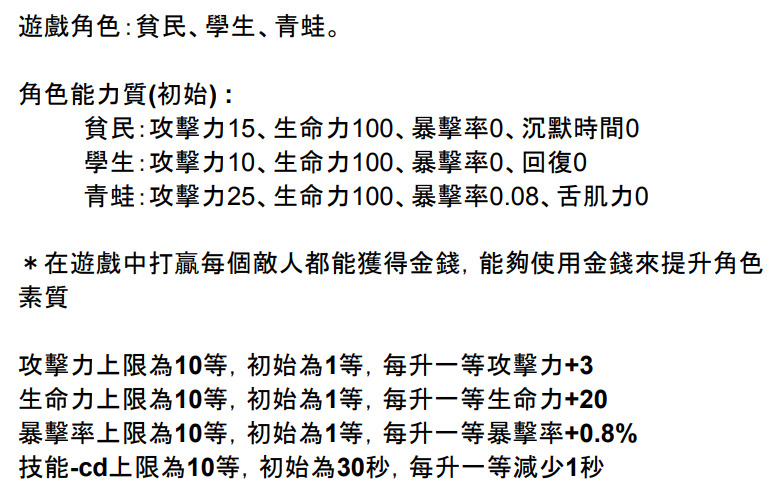 遊戲角色：貧民、學生、青蛙。
角色能力質(初始)：
貧民：攻擊力15、生命力100、暴擊率0、沉默時間0
學生：攻擊力10、生命力100、暴擊率0、回復0
青蛙：攻擊力25、生命力100、暴擊率0.08、舌肌力0
＊在遊戲中打贏每個敵人都能獲得金錢，能夠使用金錢來提升角色
素質
攻擊力上限為10等，初始為1等，每升一等攻擊力+3
生命力上限為10等，初始為1等，每升一等生命力+20
暴擊率上限為10等，初始為1等，每升一等暴擊率+0.8%
技能-cd上限為10等，初始為30秒，每升一等減少1秒